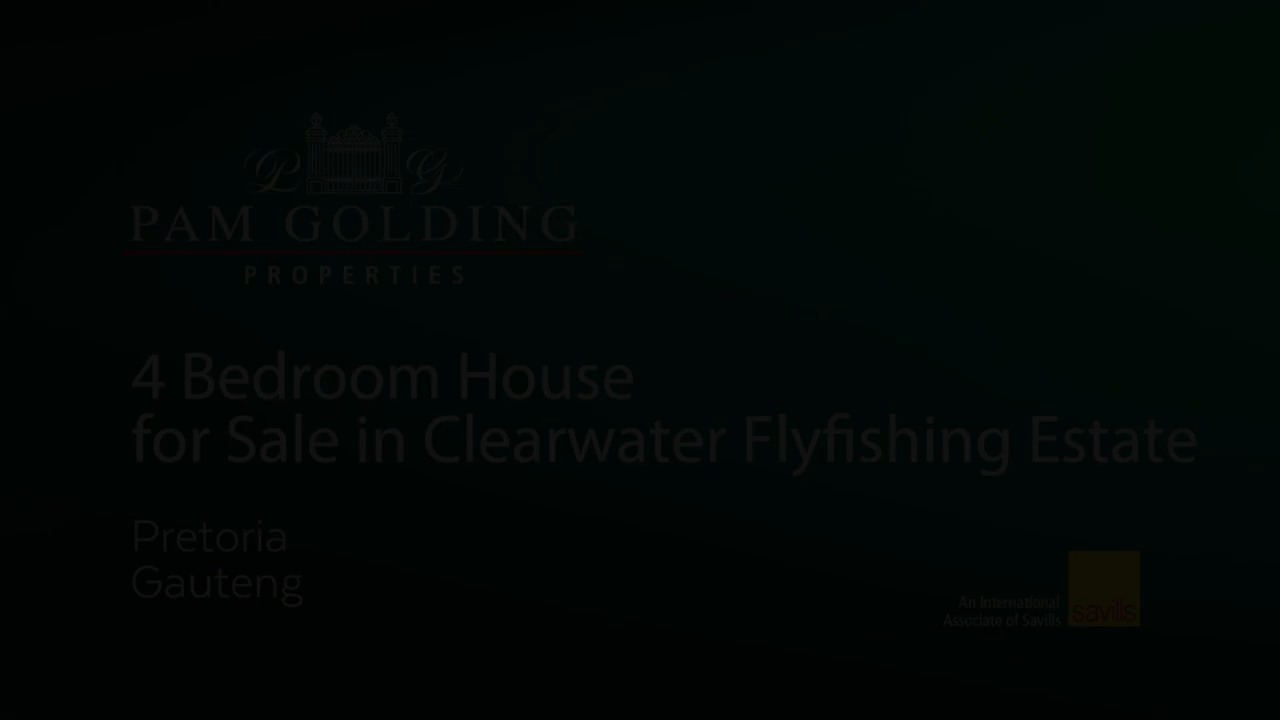 P G
PAM GOLDING
PROPERTIES
4 Bedroom House
for Sale in Clearwater Flyfishing Estate
Pretoria
Gauteng
An International
Associate of Savills
savills